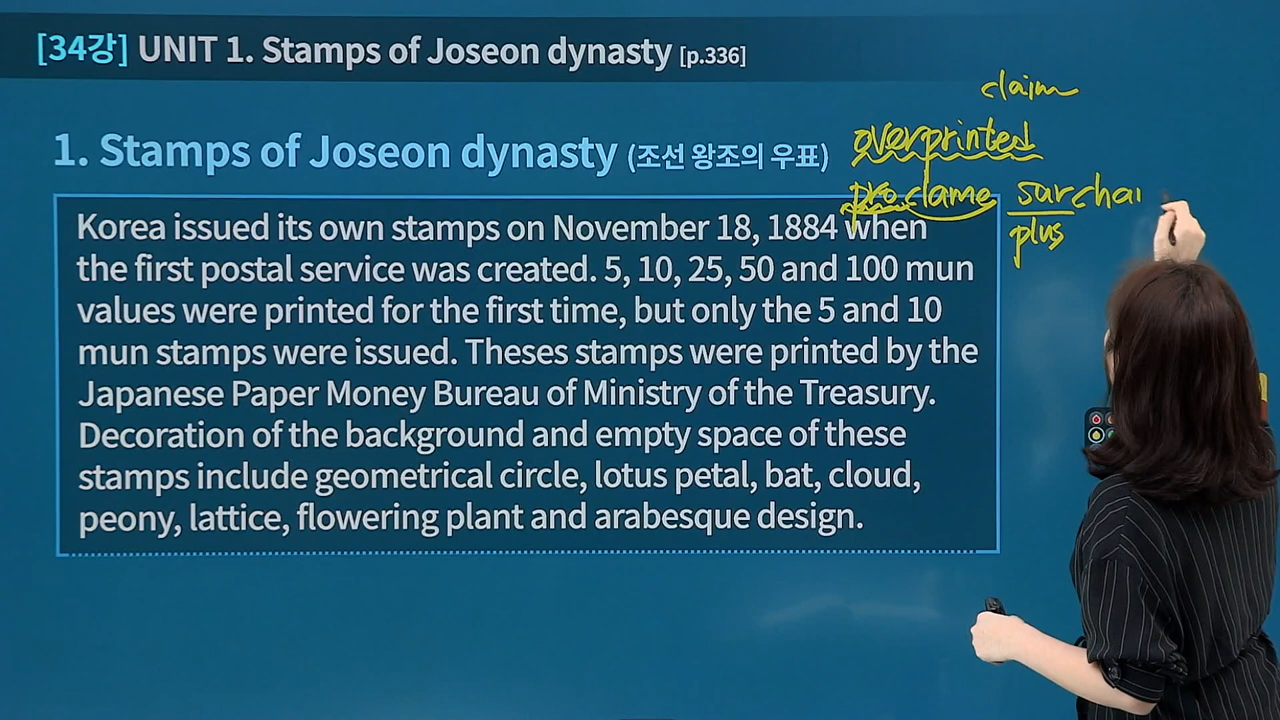 [34강] UNIT 1. Stamps of Joseon dynasty [p.336]
claim
1. Stamps of Joseon dynasty (조선 왕조의 우표) overprinted
pro.clame surchar
plus
Korea issued its own stamps on November 18, 1884 when
the first postal service was created. 5, 10, 25, 50 and 100 mun
values were printed for the first time, but only the 5 and 10
mun stamps were issued. Theses stamps were printed by the
Japanese Paper Money Bureau of Ministry of the Treasury.
Decoration of the background and empty space of these
stamps include geometrical circle, lotus petal, bat, cloud,
peony, lattice, flowering plant and arabesque design.